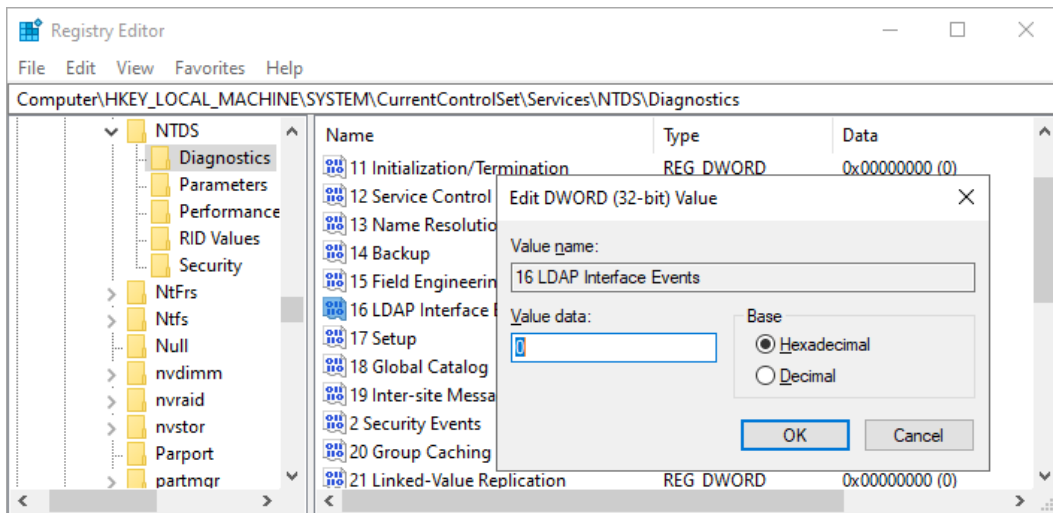 Registry Editor
File Edit View Favorites Help
Computer\HKEY_LOCAL_MACHINE\SYSTEM\CurrentControlSet\Services\NTDS\Diagnostics
NTDS
Diagnostics
Parameters
Performance
RID Values
Security
NtFrs
Ntfs
Null
nvdimm
nvraid
nvstor
Parport
partmgr
Name Type Data
11 Initialization/Termination REG_DWORD 0x00000000 (0)
12 Service Control
13 Name Resolutio
14 Backup
15 Field Engineerin
16 LDAP Interface E
17 Setup
18 Global Catalog
19 Inter-site Messa
2 Security Events
20 Group Caching
21 Linked-Value Replication REG_DWORD 0x00000000 (0)
Edit DWORD (32-bit) Value
Value name:
16 LDAP Interface Events
Value data:
0
Base
Hexadecimal
Decimal
OK Cancel